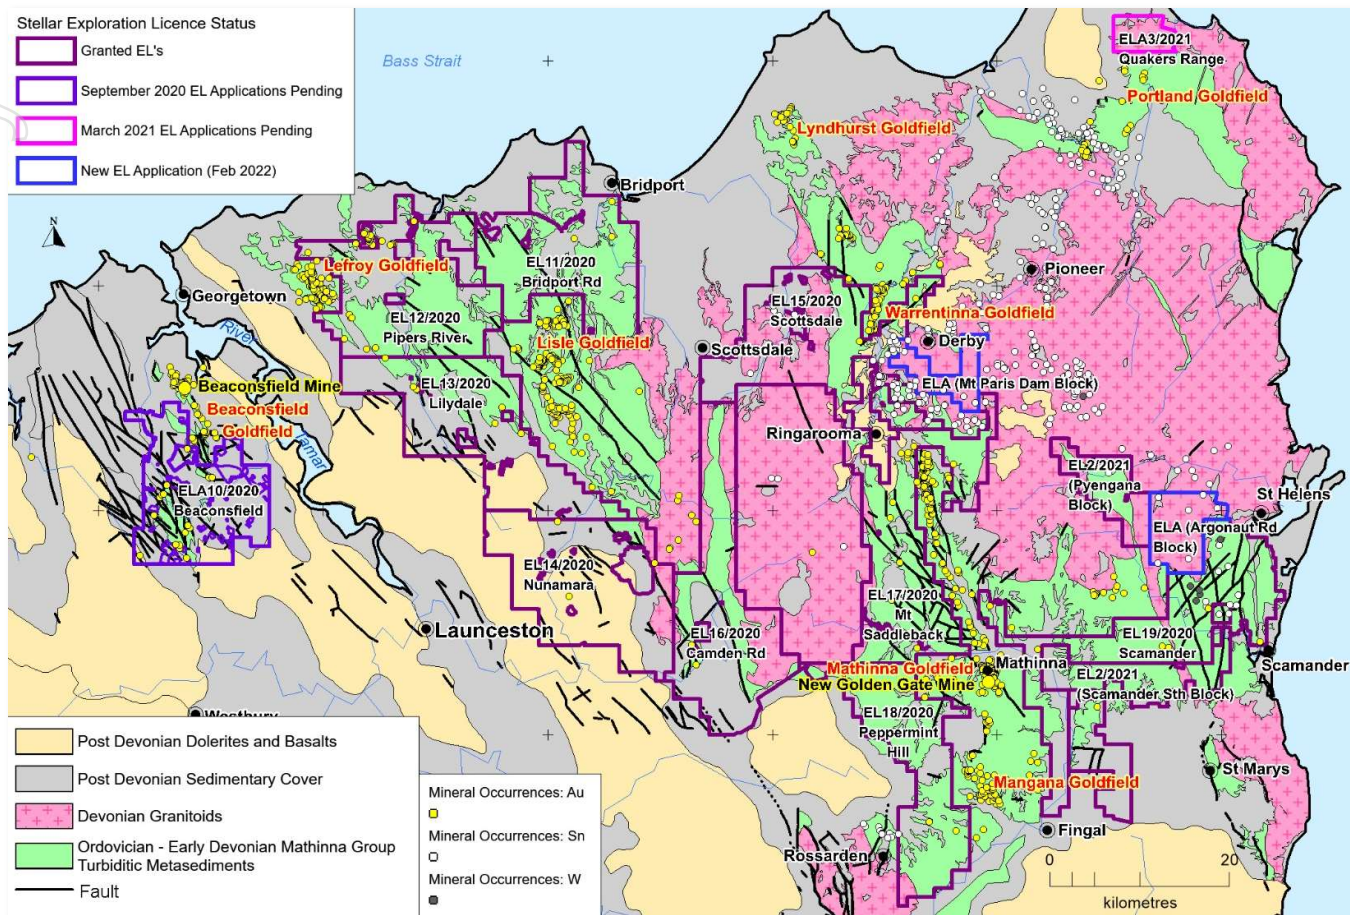 Stellar Exploration Licence Status
Granted EL's
September 2020 EL Applications Pending
March 2021 EL Applications Pending
New EL Application (Feb 2022)
Bass Strait
ELA3/2021
Quakers Range
Portland Goldfield
Lyndhurst Goldfield
Bridport
N
Lefroy Goldfield
EL11/2020
Bridport Rd
Pioneer
Georgetown
EL15/2020
Scottsdale
EL12/2020
Pipers River
Warrentinna Goldfield
River
Lisle Goldfield
Derby
Scottsdale
Beaconsfield Mine
EL13/2020
Lilydale
ELA (Mt Paris Dam Block)
Beaconsfield
Goldfield
Tamar
Ringarooma
EL2/2021
(Pyengana
Block)
ELA10/2020
Beaconsfield
St Helens
ELA (Argonaut Rd
Block)
EL14/2020
Nunamara
EL17/2020
Mt
Saddleback
Launceston
EL16/2020
Camden Rd
EL19/2020
Scamander
Mathinna Goldfield
Mathinna
Scamander
New Golden Gate Mine
EL2/2021
(Scamander Sth Block)
EL18/2020
Peppermint
Hill
Westbury
St Marys
Mangana Goldfield
Fingal
Rossarden
Post Devonian Dolerites and Basalts
Post Devonian Sedimentary Cover
Devonian Granitoids
Ordovician - Early Devonian Mathinna Group
Turbiditic Metasediments
Fault
Mineral Occurrences: Au
Mineral Occurrences: Sn
Mineral Occurrences: W
0 20
kilometres